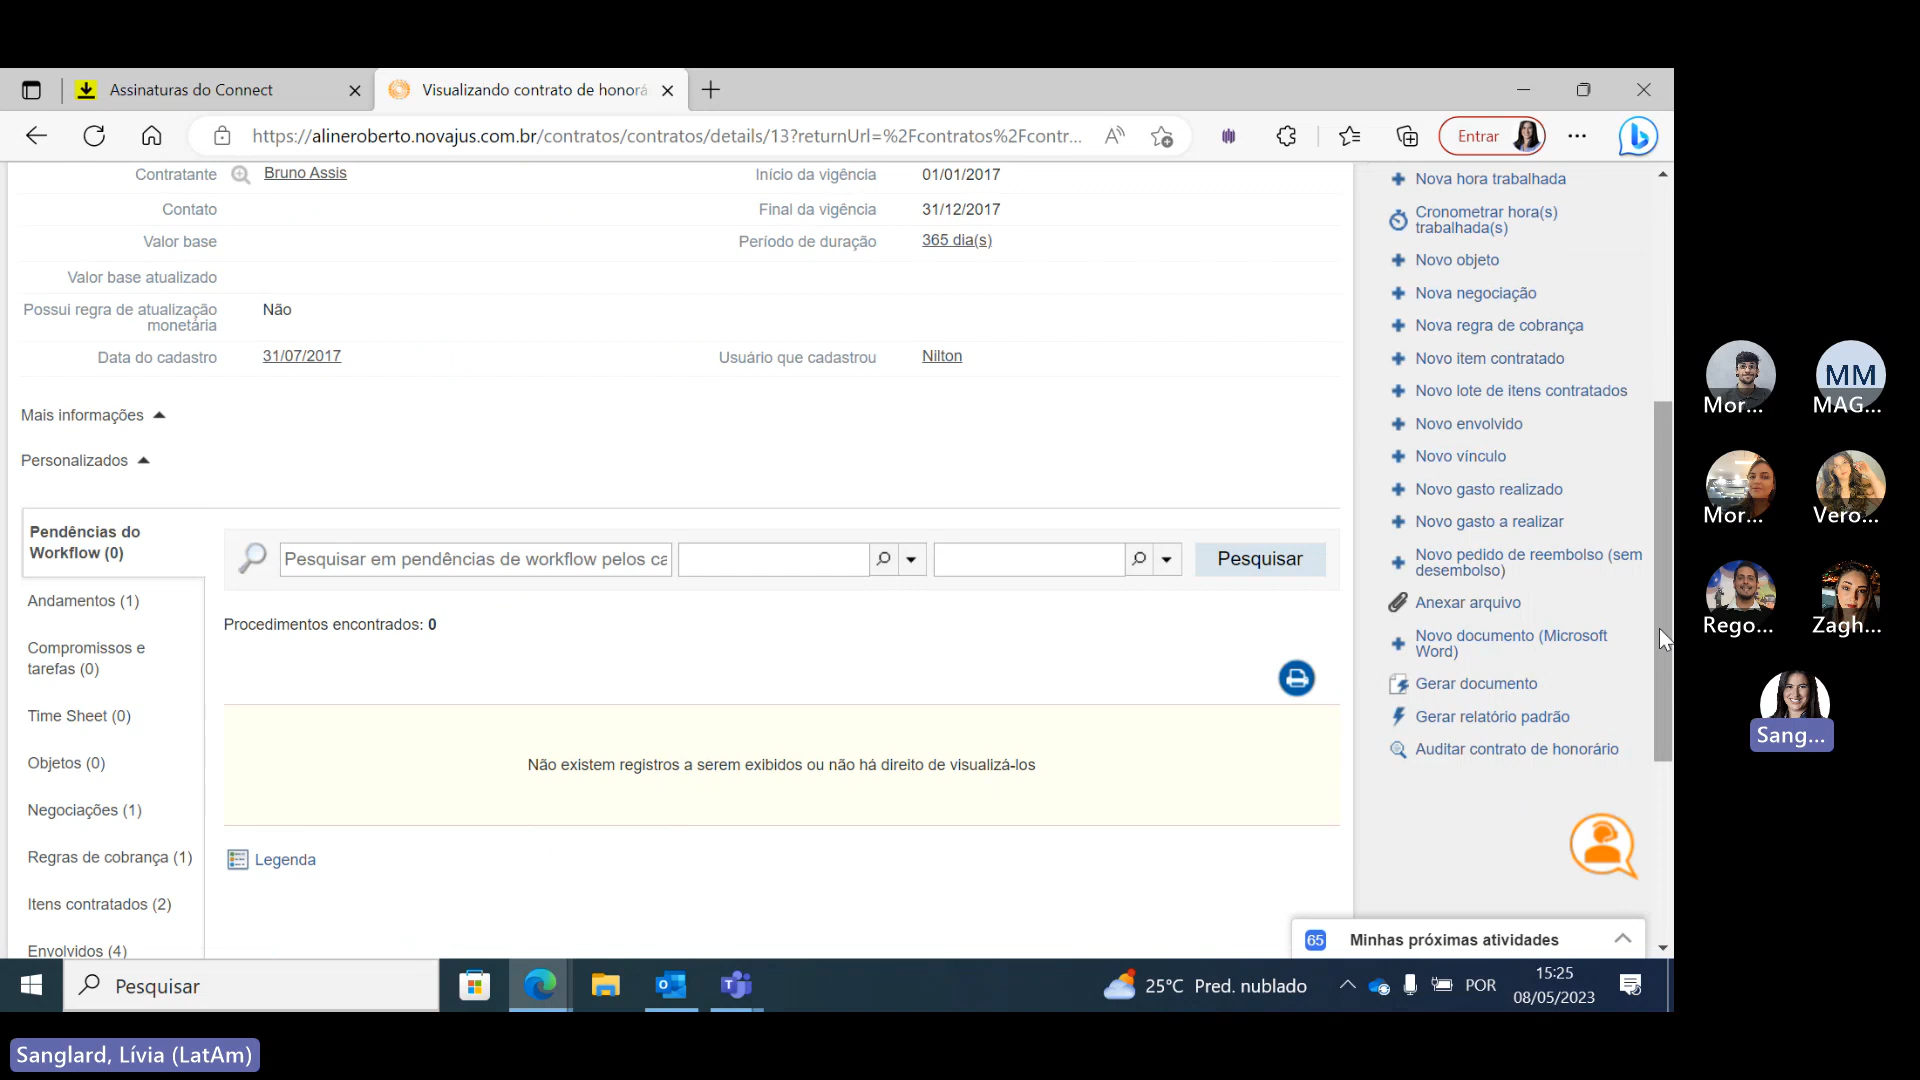 Assinaturas do Connect
Visualizando contrato de honorá
https://alineroberto.novajus.com.br/contratos/contratos/details/13?returnUrl=%2Fcontratos%2Fcontr...
Entrar
Contratante Bruno Assis
Início da vigência 01/01/2017
Contato
Final da vigência 31/12/2017
Valor base
Período de duração 365 dia(s)
Valor base atualizado
Possui regra de atualização
monetária
Não
Data do cadastro 31/07/2017
Usuário que cadastrou Nilton
Mais informações
Personalizados
Pendências do
Workflow (0)
Andamentos (1)
Compromissos e
tarefas (0)
Time Sheet (0)
Objetos (0)
Negociações (1)
Regras de cobrança (1)
Itens contratados (2)
Envolvidos (4)
Pesquisar em pendências de workflow pelos ca
Pesquisar
Procedimentos encontrados: 0
Não existem registros a serem exibidos ou não há direito de visualizá-los
Legenda
Nova hora trabalhada
Cronometrar hora(s)
trabalhada(s)
Novo objeto
Nova negociação
Nova regra de cobrança
Novo item contratado
Novo lote de itens contratados
Novo envolvido
Novo vínculo
Novo gasto realizado
Novo gasto a realizar
Novo pedido de reembolso (sem
desembolso)
Anexar arquivo
Novo documento (Microsoft
Word)
Gerar documento
Gerar relatório padrão
Auditar contrato de honorário
65 Minhas próximas atividades
Pesquisar
25°C Pred. nublado
POR
15:25
08/05/2023
MM
Mor...
MAG...
Mor...
Vero...
Rego...
Zagh...
Sang...
Sanglard, Lívia (LatAm)